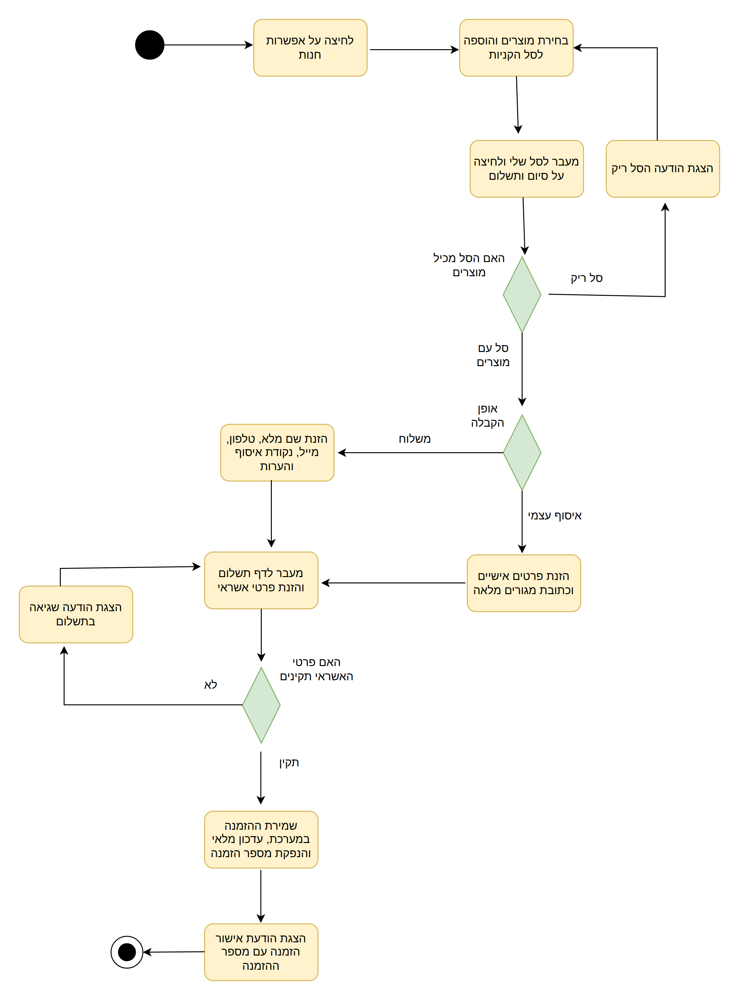 לחיצה על אפשרות
חנות
בחירת מוצרים והוספה
לסל הקניות
מעבר לסל שלי ולחיצה
על סיום ותשלום
הצגת הודעה הסל ריק
האם הסל מכיל
מוצרים
סל ריק
סל עם
מוצרים
אופן
הקבלה
משלוח
הזנת שם מלא, טלפון,
מייל, נקודת איסוף
והערות
איסוף עצמי
הזנת פרטים אישיים
וכתובת מגורים מלאה
מעבר לדף תשלום
והזנת פרטי אשראי
הצגת הודעה שגיאה
בתשלום
האם פרטי
האשראי תקינים
לא
תקין
שמירת ההזמנה
במערכת, עדכון מלאי
והנפקת מספר הזמנה
הצגת הודעת אישור
הזמנה עם מספר
ההזמנה